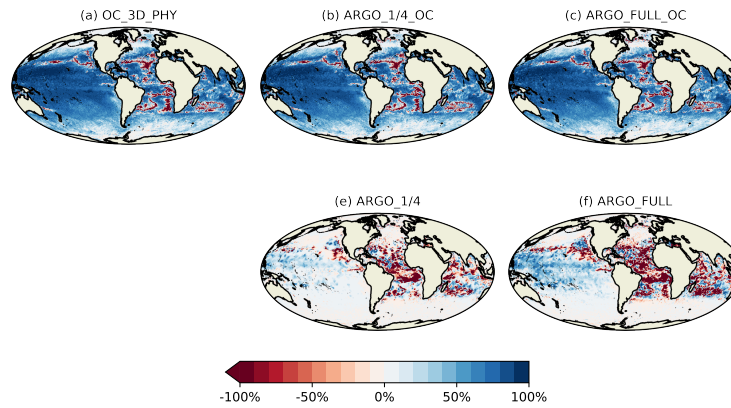 (a) OC_3D_PHY
(b) ARGO_1/4_OC
(c) ARGO_FULL_OC
(e) ARGO_1/4
(f) ARGO_FULL
-100% -50% 0% 50% 100%